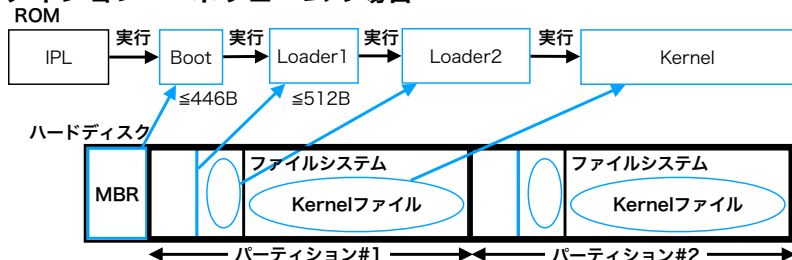 ROM
IPL
実行
Boot
実行
Loader1
実行
Loader2
実行
Kernel
≦446B
≦512B
ハードディスク
MBR
ファイルシステム
Kernelファイル
ファイルシステム
Kernelファイル
パーティション#1
パーティション#2